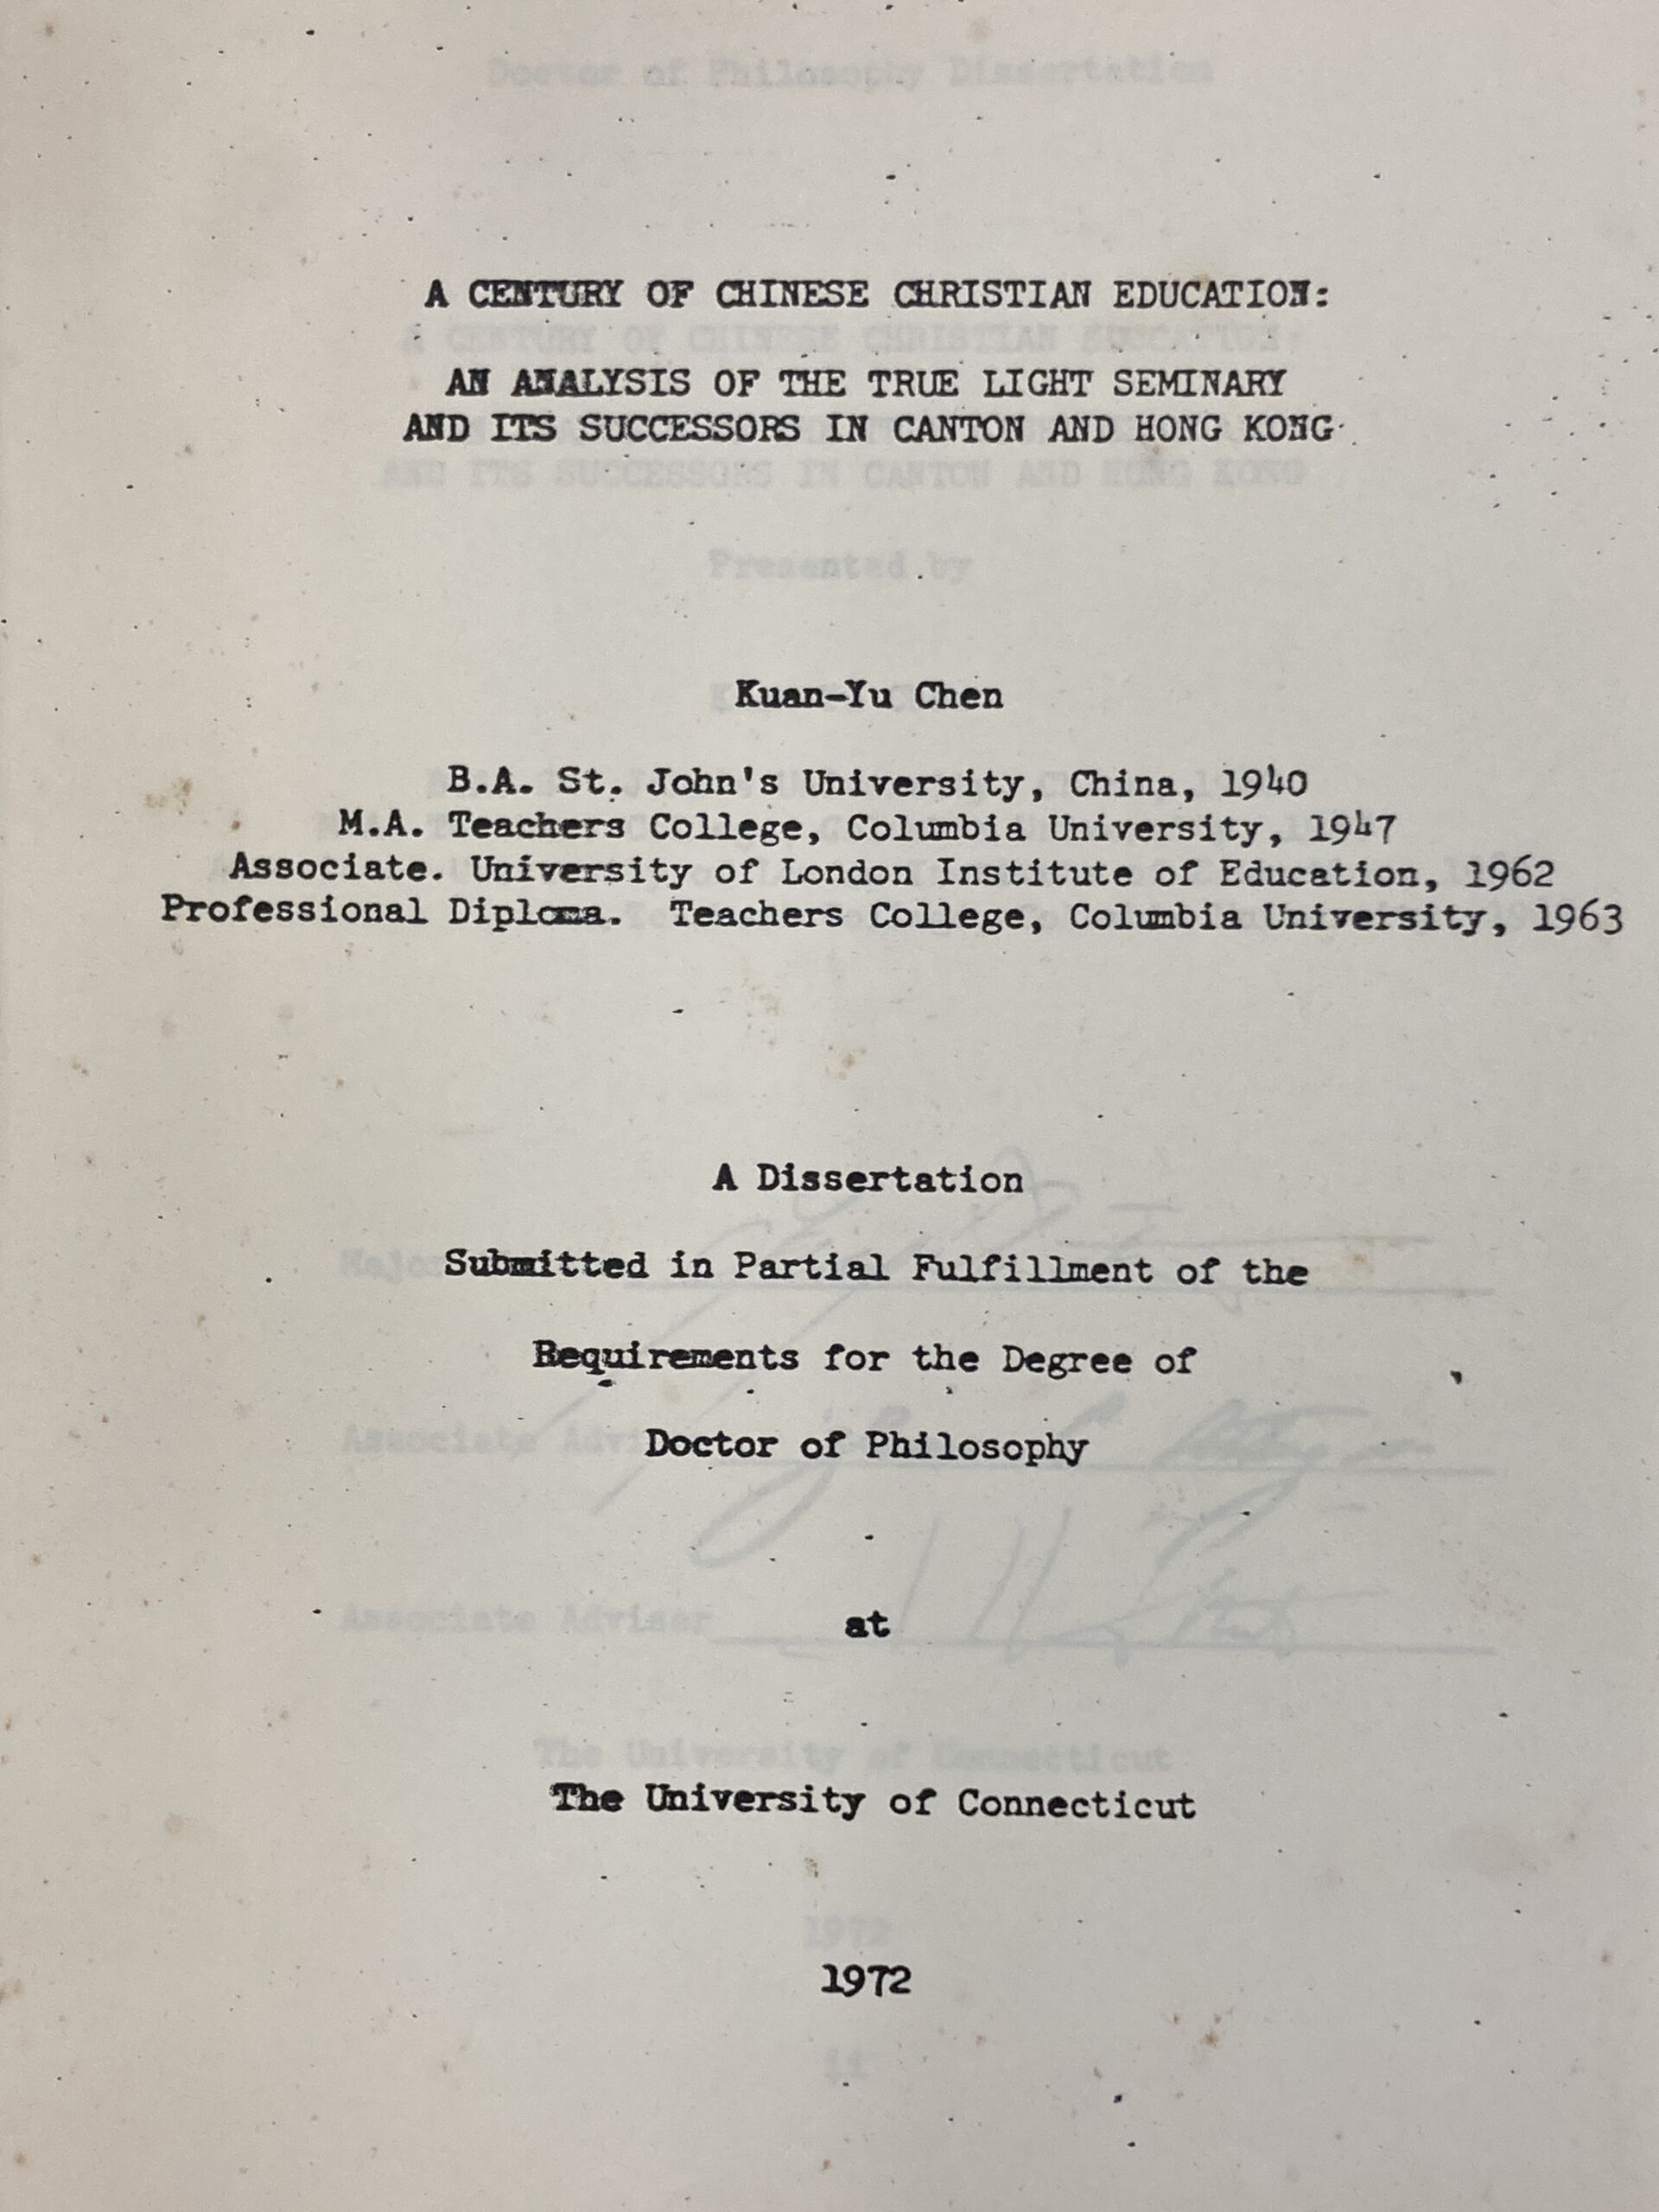 A CENTURY OF CHINESE CHRISTIAN EDUCATION:
AN ANALYSIS OF THE TRUE LIGHT SEMINARY
AND ITS SUCCESSORS IN CANTON AND HONG KONG
Kuan-Yu Chen
B.A. St. John's University, China, 1940
M.A. Teachers College, Columbia University, 1947
Associate. University of London Institute of Education, 1962
Professional Diploma. Teachers College, Columbia University, 1963
A Dissertation
Submitted in Partial Fulfillment of the
Requirements for the Degree of
Doctor of Philosophy
at
The University of Connecticut
1972